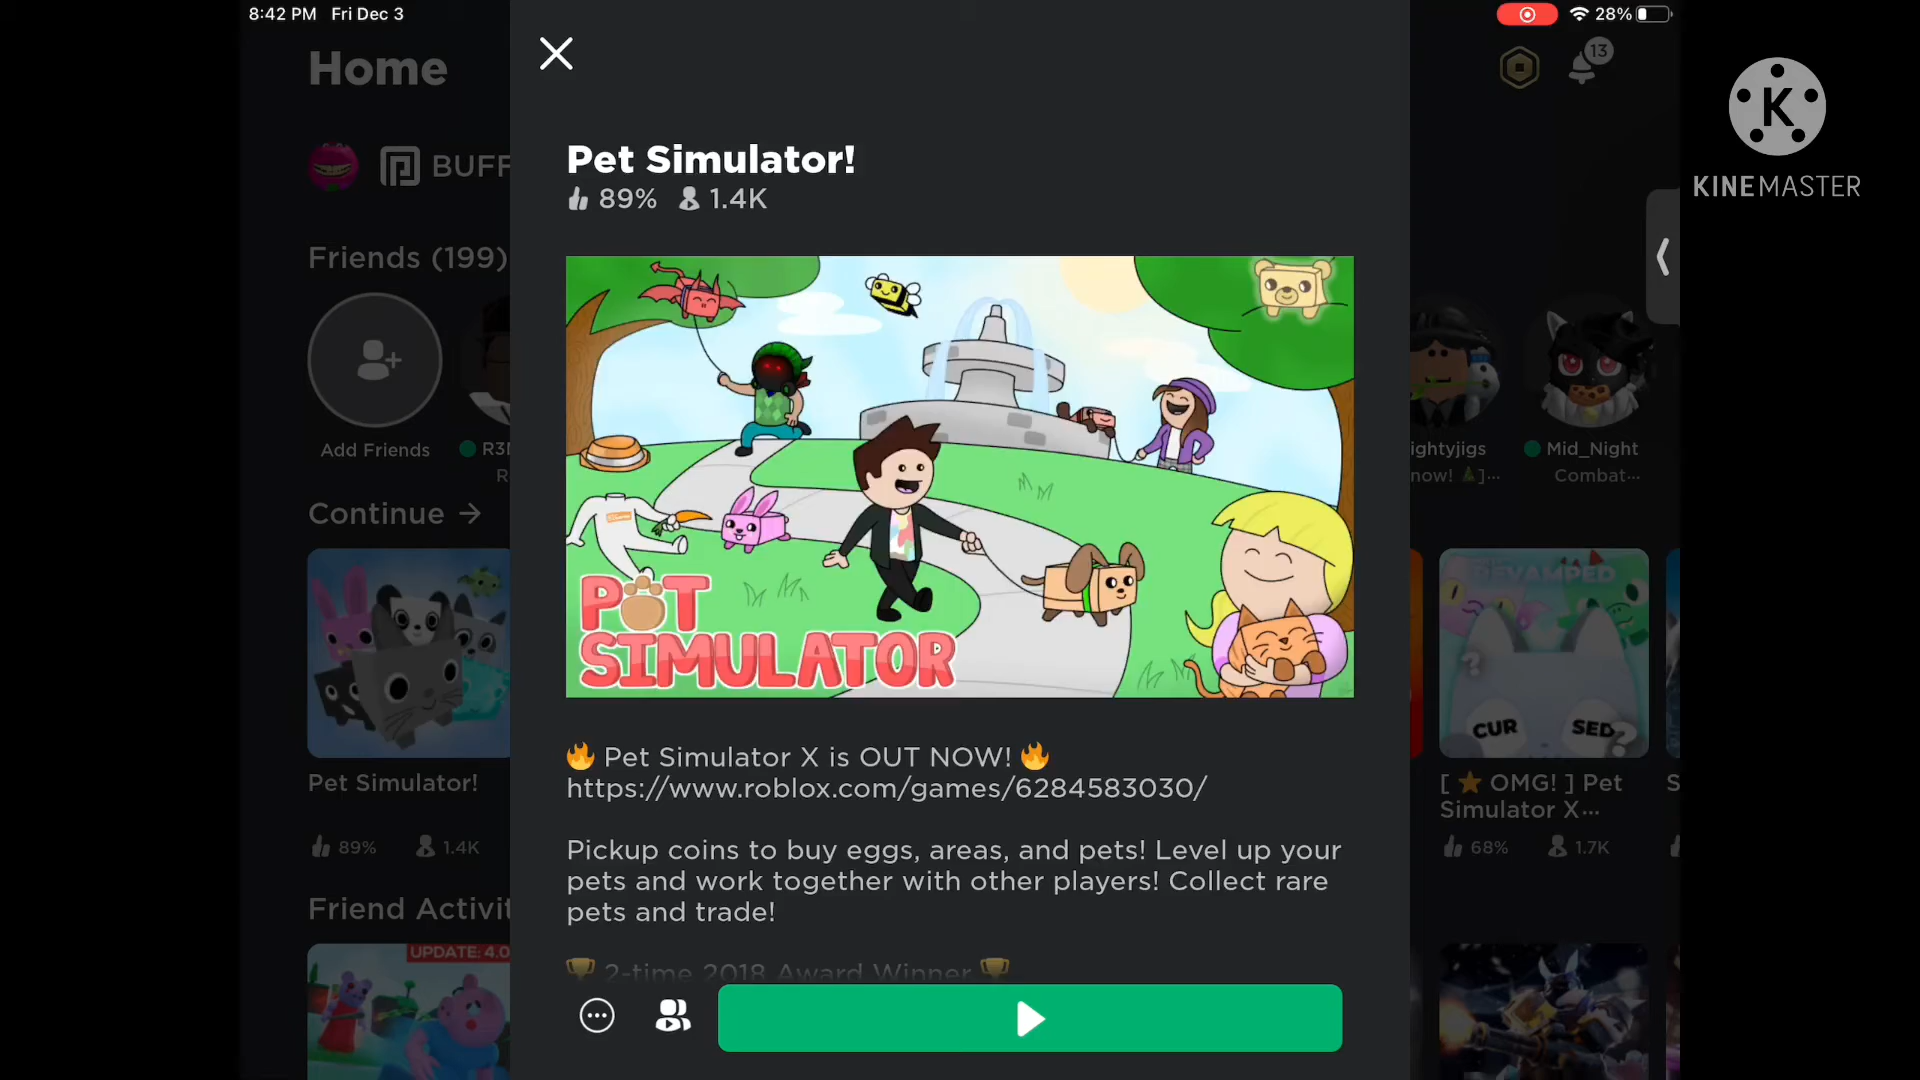 8:42 PM Fri Dec 3
28%
Home
13
KINEMASTER
BUFF
Pet Simulator!
89% 1.4K
Friends (199)
Add Friends
R3
ightyjigs
now! 🎄]...
Mid_Night
Combat...
PET
SIMULATOR
Continue →
Pet Simulator!
89% 1.4K
REVAMPED
CUR SED?
[ ⭐ OMG! ] Pet
Simulator X...
68% 1.7K
🔥 Pet Simulator X is OUT NOW! 🔥
https://www.roblox.com/games/6284583030/
Pickup coins to buy eggs, areas, and pets! Level up your
pets and work together with other players! Collect rare
pets and trade!
🏆 2-time 2018 Award Winner 🏆
Friend Activit
UPDATE: 4.0